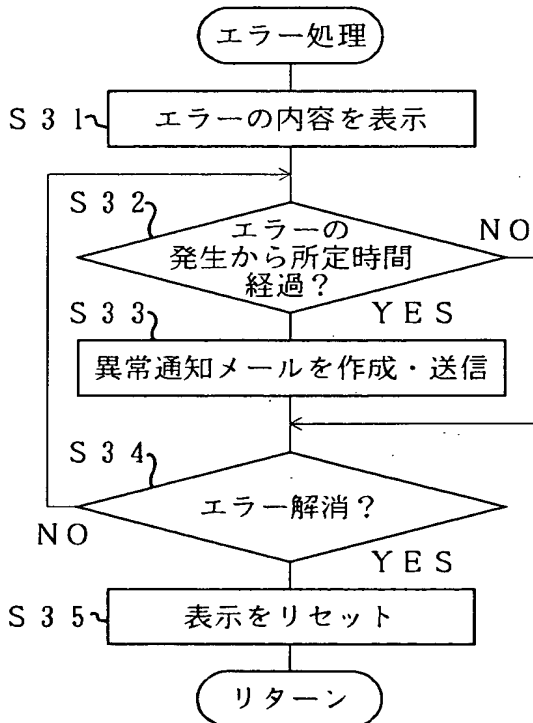 エラー処理
S31
エラーの内容を表示
S32
エラーの
発生から所定時間
経過?
NO
YES
S33
異常通知メールを作成・送信
S34
エラー解消?
NO
YES
S35
表示をリセット
リターン